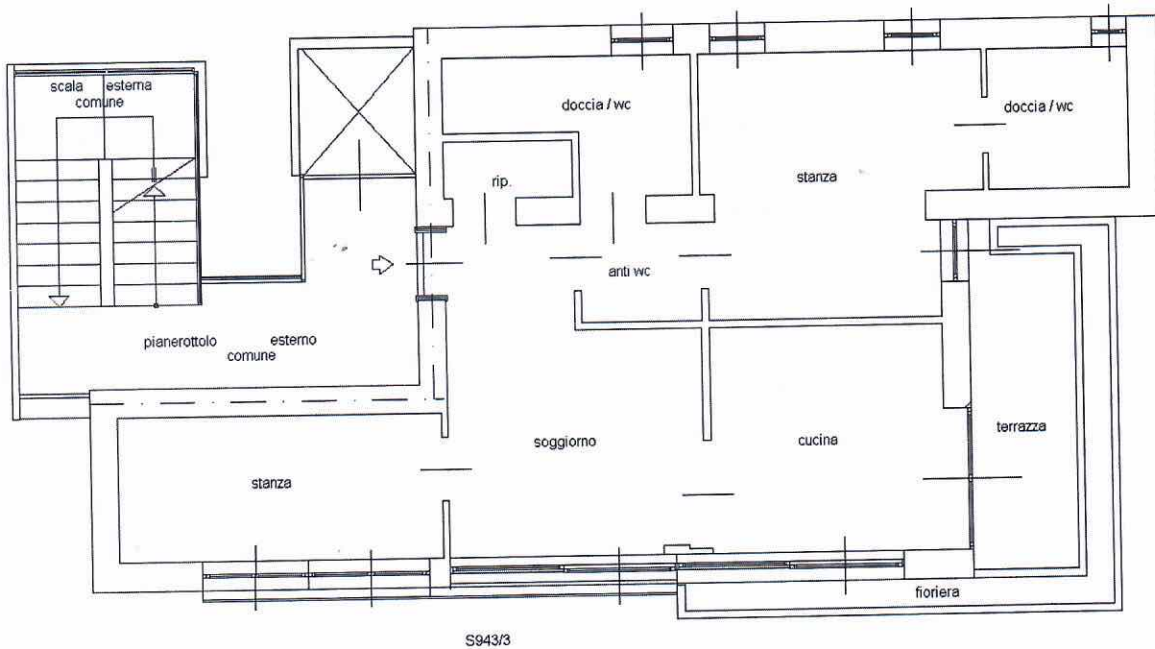 scala esterna
comune
doccia / wc
doccia / wc
rip.
stanza
anti wc
pianerottolo esterno
comune
soggiorno
cucina
terrazza
stanza
fioriera
S943/3